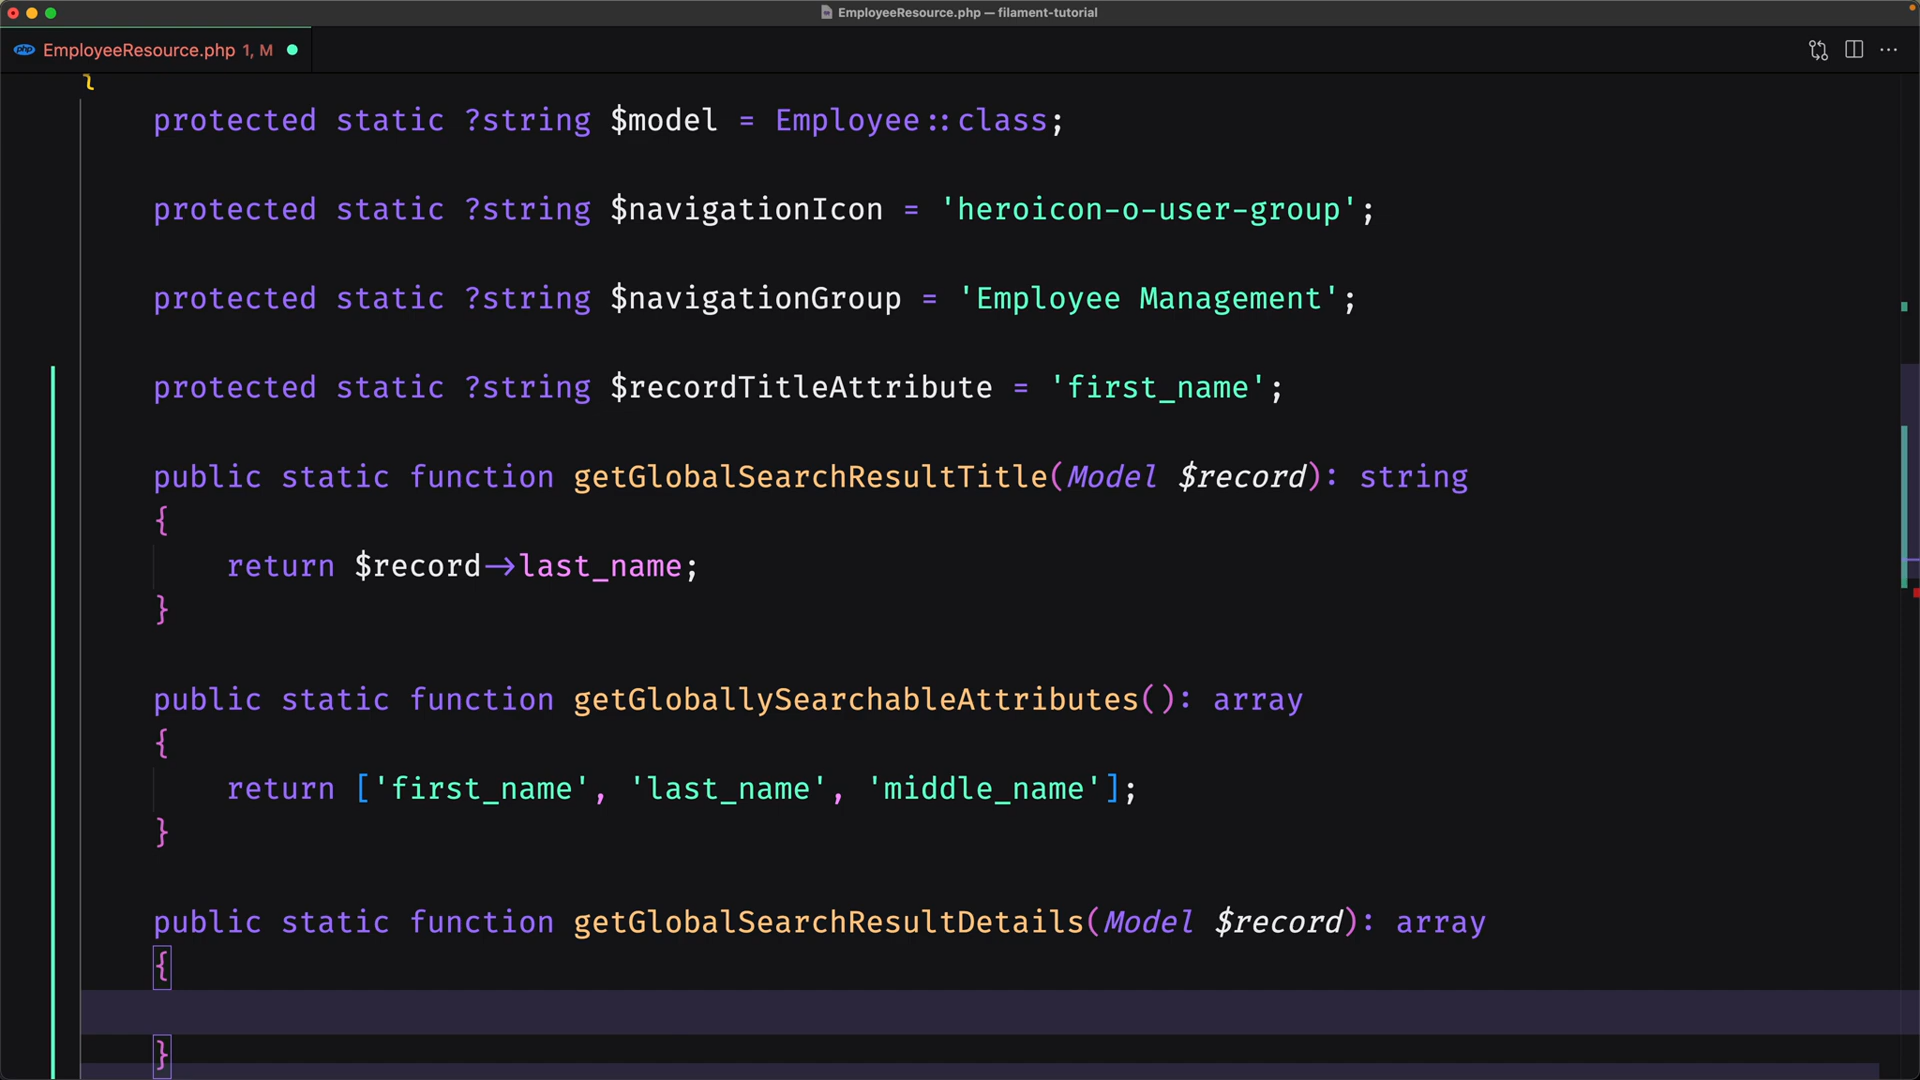 EmployeeResource.php — filament-tutorial
php EmployeeResource.php 1, M
{
protected static ?string $model = Employee::class;
protected static ?string $navigationIcon = 'heroicon-o-user-group';
protected static ?string $navigationGroup = 'Employee Management';
protected static ?string $recordTitleAttribute = 'first_name';
public static function getGlobalSearchResultTitle(Model $record): string
{
return $record->last_name;
}
public static function getGloballySearchableAttributes(): array
{
return ['first_name', 'last_name', 'middle_name'];
}
public static function getGlobalSearchResultDetails(Model $record): array
{
}